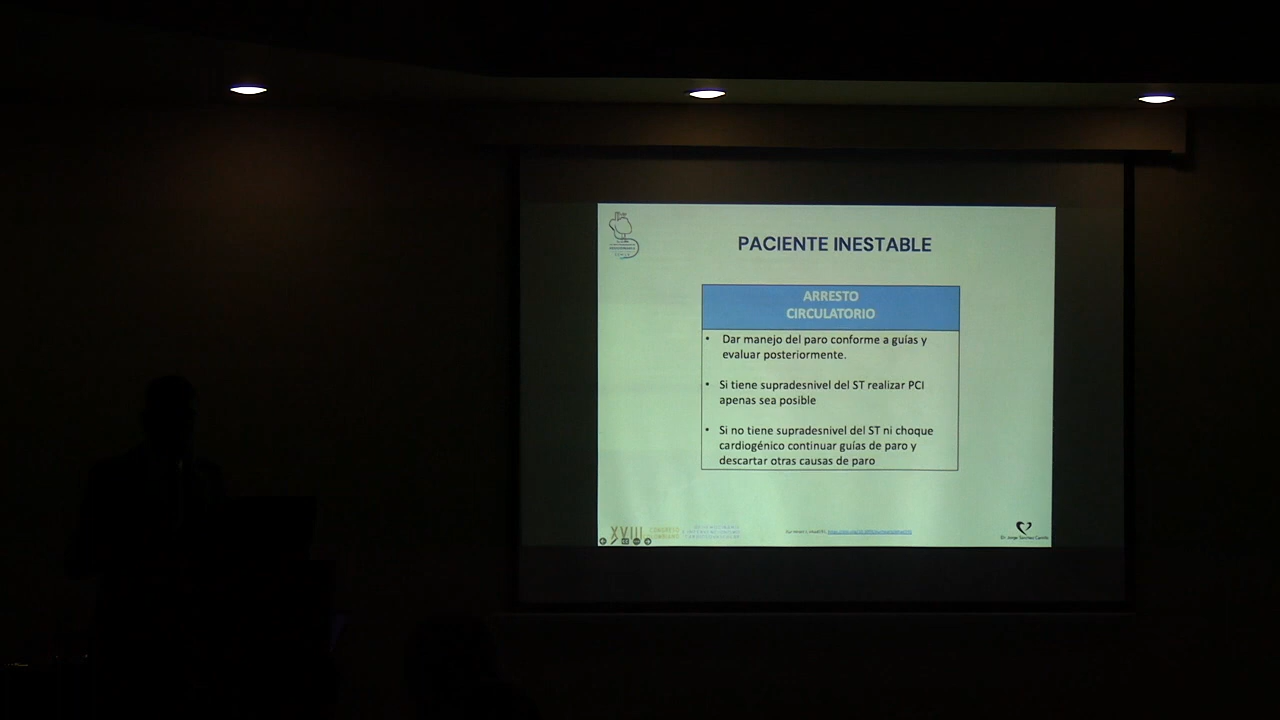 PACIENTE INESTABLE
ARRESTO
CIRCULATORIO
• Dar manejo del paro conforme a guías y
evaluar posteriormente.
• Si tiene supradesnivel del ST realizar PCI
apenas sea posible
• Si no tiene supradesnivel del ST ni choque
cardiogénico continuar guías de paro y
descartar otras causas de paro
XVIII
CONGRESO